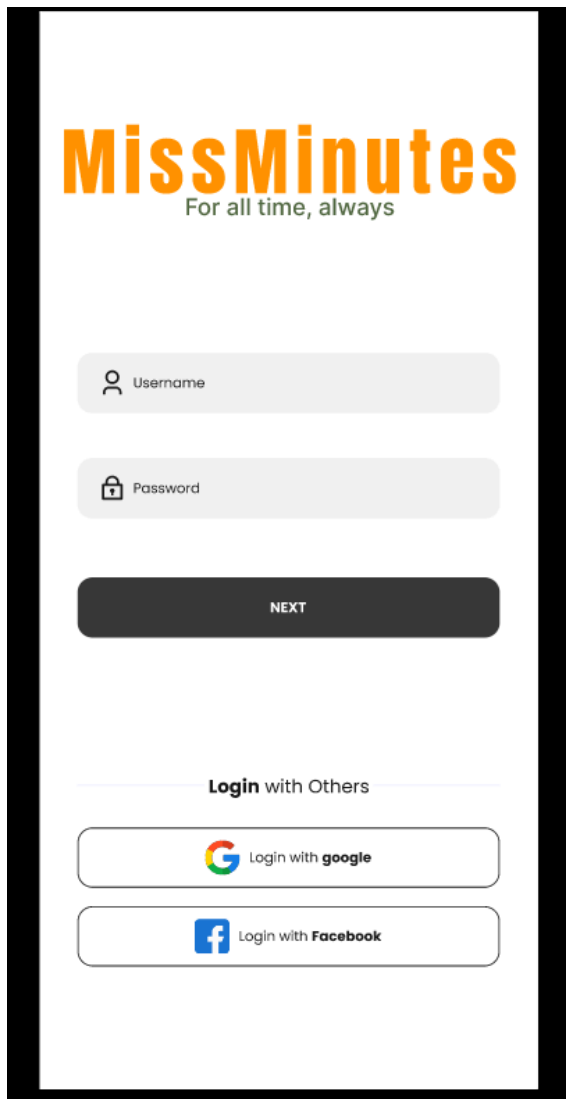 MissMinutes
For all time, always
Username
Password
NEXT
Login with Others
Login with google
Login with Facebook